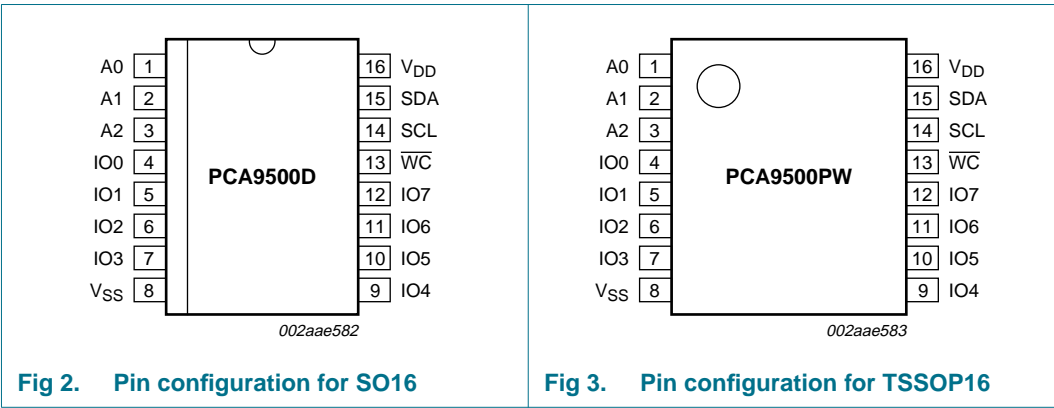 A0 1 16 VDD
A1 2 15 SDA
A2 3 14 SCL
IO0 4 13 W̅C̅
PCA9500D
IO1 5 12 IO7
IO2 6 11 IO6
IO3 7 10 IO5
VSS 8 9 IO4
002aae582
Fig 2. Pin configuration for SO16
A0 1 16 VDD
A1 2 15 SDA
A2 3 14 SCL
IO0 4 13 W̅C̅
PCA9500PW
IO1 5 12 IO7
IO2 6 11 IO6
IO3 7 10 IO5
VSS 8 9 IO4
002aae583
Fig 3. Pin configuration for TSSOP16